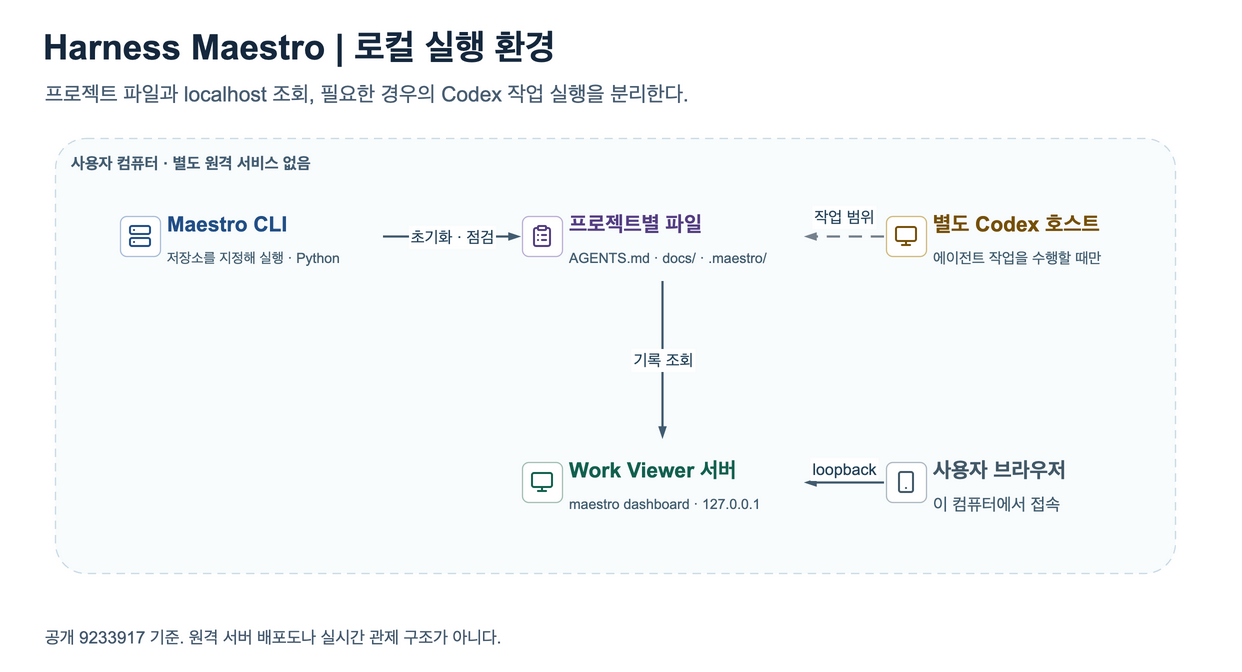 Harness Maestro | 로컬 실행 환경
프로젝트 파일과 localhost 조회, 필요한 경우의 Codex 작업 실행을 분리한다.
사용자 컴퓨터 · 별도 원격 서비스 없음
Maestro CLI
저장소를 지정해 실행 · Python
초기화 · 점검
프로젝트별 파일
AGENTS.md · docs/ · .maestro/
작업 범위
별도 Codex 호스트
에이전트 작업을 수행할 때만
기록 조회
Work Viewer 서버
maestro dashboard · 127.0.0.1
loopback
사용자 브라우저
이 컴퓨터에서 접속
공개 9233917 기준. 원격 서버 배포도나 실시간 관제 구조가 아니다.